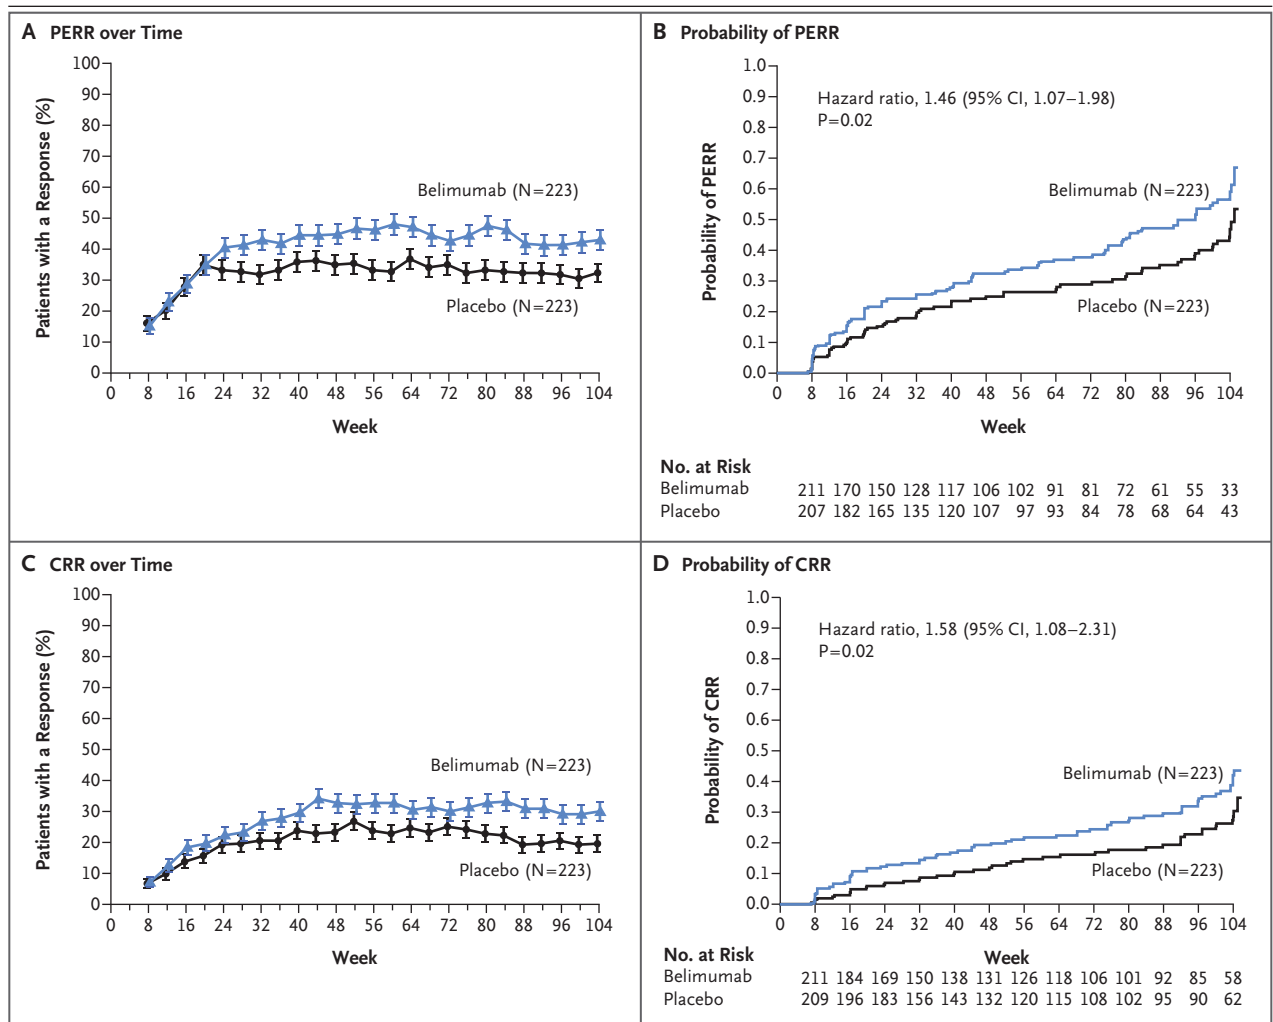 A PERR over Time
Patients with a Response (%)
100
90
80
70
60
50
40
30
20
10
0
Belimumab (N=223)
Placebo (N=223)
0 8 16 24 32 40 48 56 64 72 80 88 96 104
Week
B Probability of PERR
Probability of PERR
1.0
0.9
0.8
0.7
0.6
0.5
0.4
0.3
0.2
0.1
0.0
Hazard ratio, 1.46 (95% CI, 1.07–1.98)
P=0.02
Belimumab (N=223)
Placebo (N=223)
0 8 16 24 32 40 48 56 64 72 80 88 96 104
Week
No. at Risk
Belimumab 211 170 150 128 117 106 102 91 81 72 61 55 33
Placebo 207 182 165 135 120 107 97 93 84 78 68 64 43
C CRR over Time
Patients with a Response (%)
100
90
80
70
60
50
40
30
20
10
0
Belimumab (N=223)
Placebo (N=223)
0 8 16 24 32 40 48 56 64 72 80 88 96 104
Week
D Probability of CRR
Probability of CRR
1.0
0.9
0.8
0.7
0.6
0.5
0.4
0.3
0.2
0.1
0.0
Hazard ratio, 1.58 (95% CI, 1.08–2.31)
P=0.02
Belimumab (N=223)
Placebo (N=223)
0 8 16 24 32 40 48 56 64 72 80 88 96 104
Week
No. at Risk
Belimumab 211 184 169 150 138 131 126 118 106 101 92 85 58
Placebo 209 196 183 156 143 132 120 115 108 102 95 90 62